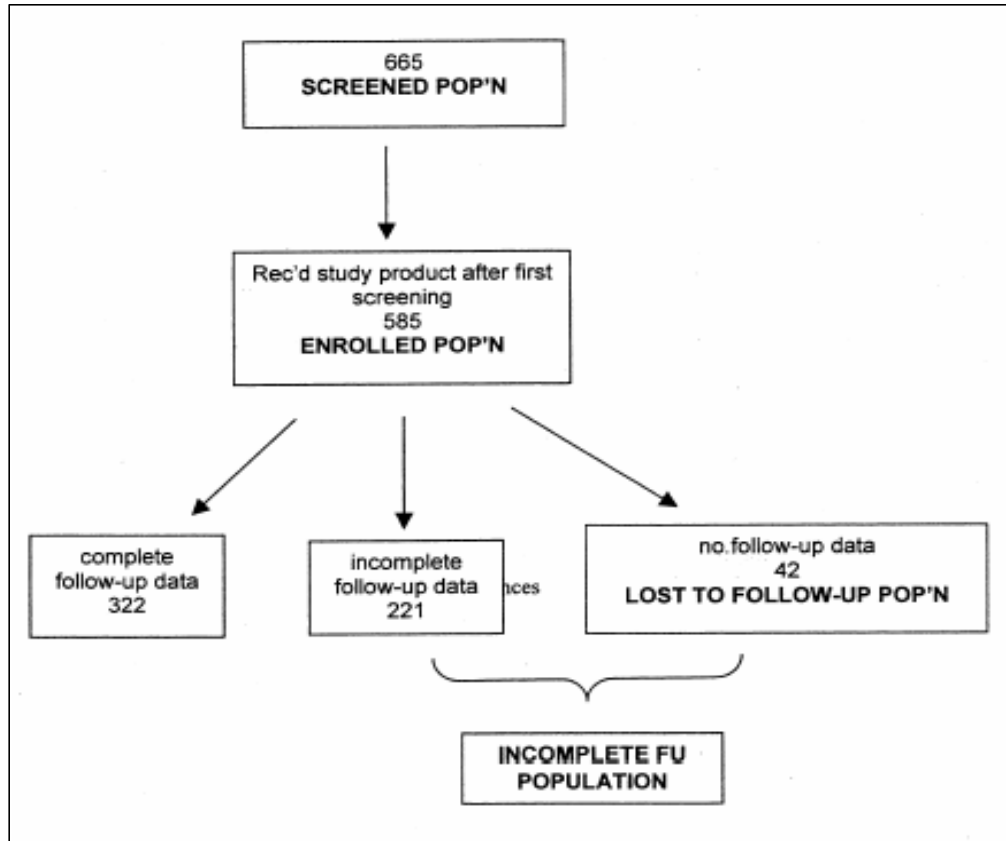 665
SCREENED POP'N
Rec'd study product after first
screening
585
ENROLLED POP'N
complete
follow-up data
322
incomplete
follow-up data
221
nces
no.follow-up data
42
LOST TO FOLLOW-UP POP'N
INCOMPLETE FU
POPULATION